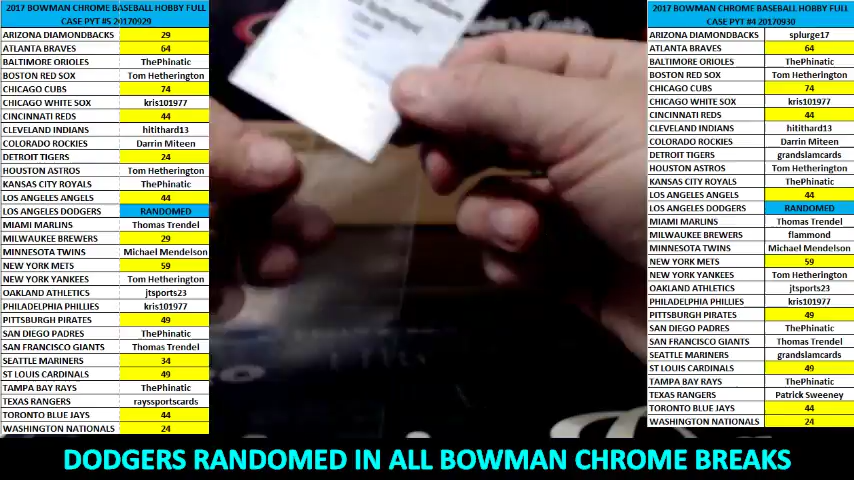 2017 BOWMAN CHROME BASEBALL HOBBY FULL
CASE PYT #5 20170929
ARIZONA DIAMONDBACKS 29
ATLANTA BRAVES 64
BALTIMORE ORIOLES ThePhinatic
BOSTON RED SOX Tom Hetherington
CHICAGO CUBS 74
CHICAGO WHITE SOX kris101977
CINCINNATI REDS 44
CLEVELAND INDIANS hitithard13
COLORADO ROCKIES Darrin Miteen
DETROIT TIGERS 24
HOUSTON ASTROS Tom Hetherington
KANSAS CITY ROYALS ThePhinatic
LOS ANGELES ANGELS 44
LOS ANGELES DODGERS RANDOMED
MIAMI MARLINS Thomas Trendel
MILWAUKEE BREWERS 29
MINNESOTA TWINS Michael Mendelson
NEW YORK METS 59
NEW YORK YANKEES Tom Hetherington
OAKLAND ATHLETICS jtsports23
PHILADELPHIA PHILLIES kris101977
PITTSBURGH PIRATES 49
SAN DIEGO PADRES ThePhinatic
SAN FRANCISCO GIANTS Thomas Trendel
SEATTLE MARINERS 34
ST LOUIS CARDINALS 49
TAMPA BAY RAYS ThePhinatic
TEXAS RANGERS rayssportscards
TORONTO BLUE JAYS 44
WASHINGTON NATIONALS 24
2017 BOWMAN CHROME BASEBALL HOBBY FULL
CASE PYT #4 20170930
ARIZONA DIAMONDBACKS splurge17
ATLANTA BRAVES 64
BALTIMORE ORIOLES ThePhinatic
BOSTON RED SOX Tom Hetherington
CHICAGO CUBS 74
CHICAGO WHITE SOX kris101977
CINCINNATI REDS 44
CLEVELAND INDIANS hitithard13
COLORADO ROCKIES Darrin Miteen
DETROIT TIGERS grandslamcards
HOUSTON ASTROS Tom Hetherington
KANSAS CITY ROYALS ThePhinatic
LOS ANGELES ANGELS 44
LOS ANGELES DODGERS RANDOMED
MIAMI MARLINS Thomas Trendel
MILWAUKEE BREWERS flammond
MINNESOTA TWINS Michael Mendelson
NEW YORK METS 59
NEW YORK YANKEES Tom Hetherington
OAKLAND ATHLETICS jtsports23
PHILADELPHIA PHILLIES kris101977
PITTSBURGH PIRATES 49
SAN DIEGO PADRES ThePhinatic
SAN FRANCISCO GIANTS Thomas Trendel
SEATTLE MARINERS grandslamcards
ST LOUIS CARDINALS 49
TAMPA BAY RAYS ThePhinatic
TEXAS RANGERS Patrick Sweeney
TORONTO BLUE JAYS 44
WASHINGTON NATIONALS 24
DODGERS RANDOMED IN ALL BOWMAN CHROME BREAKS